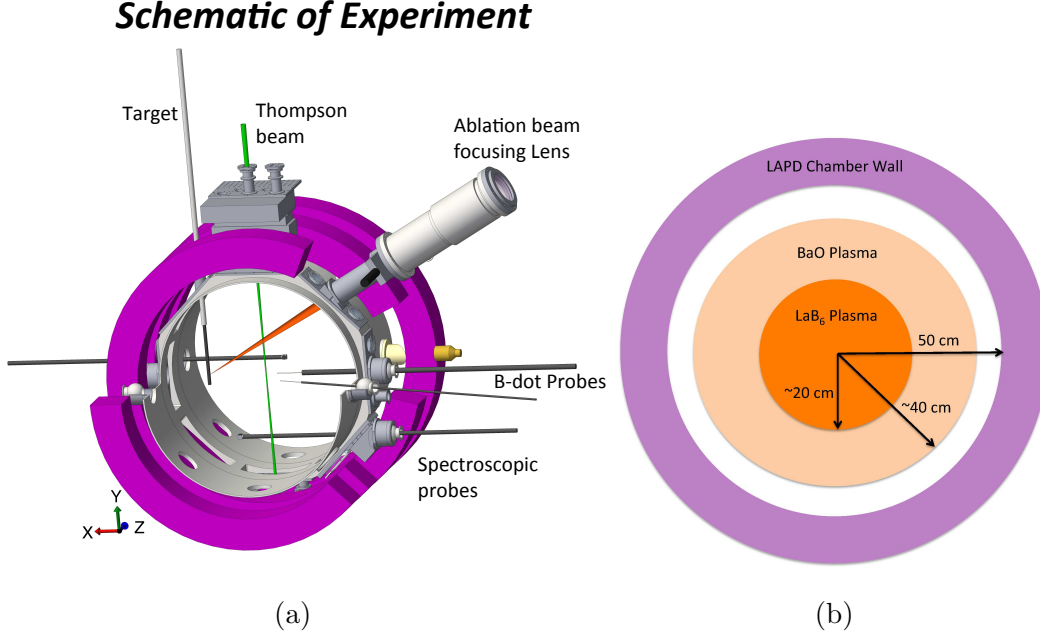 Schematic of Experiment
Target
Thompson
beam
Ablation beam
focusing Lens
B-dot Probes
Spectroscopic
probes
Y
X
Z
(a)
LAPD Chamber Wall
BaO Plasma
LaB₆ Plasma
50 cm
~20 cm
~40 cm
(b)